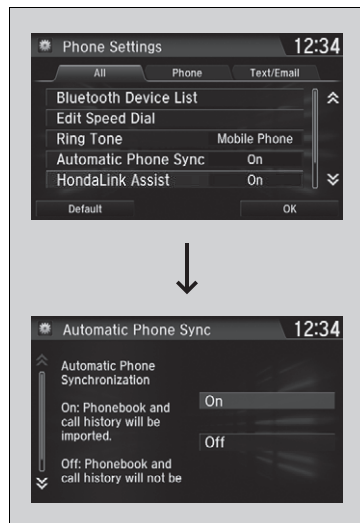 Phone Settings 12:34
All Phone Text/Email
Bluetooth Device List
Edit Speed Dial
Ring Tone Mobile Phone
Automatic Phone Sync On
HondaLink Assist On
Default OK
Automatic Phone Sync 12:34
Automatic Phone
Synchronization
On: Phonebook and
call history will be
imported.
Off: Phonebook and
call history will not be
On
Off